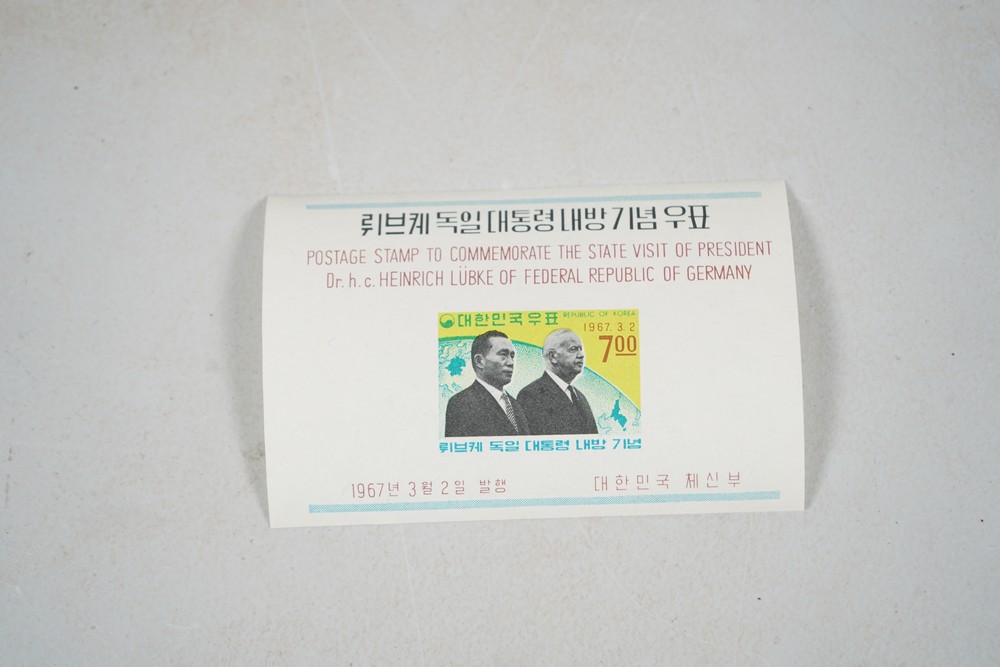 뤼브케 독일 대통령 내방 기념 우표
POSTAGE STAMP TO COMMEMORATE THE STATE VISIT OF PRESIDENT
Dr. h. c. HEINRICH LÜBKE OF FEDERAL REPUBLIC OF GERMANY
대한민국우표 REPUBLIC OF KOREA
1967. 3. 2
700
뤼브케 독일 대통령 내방 기념
1967년 3월 2일 발행 대한민국 체신부